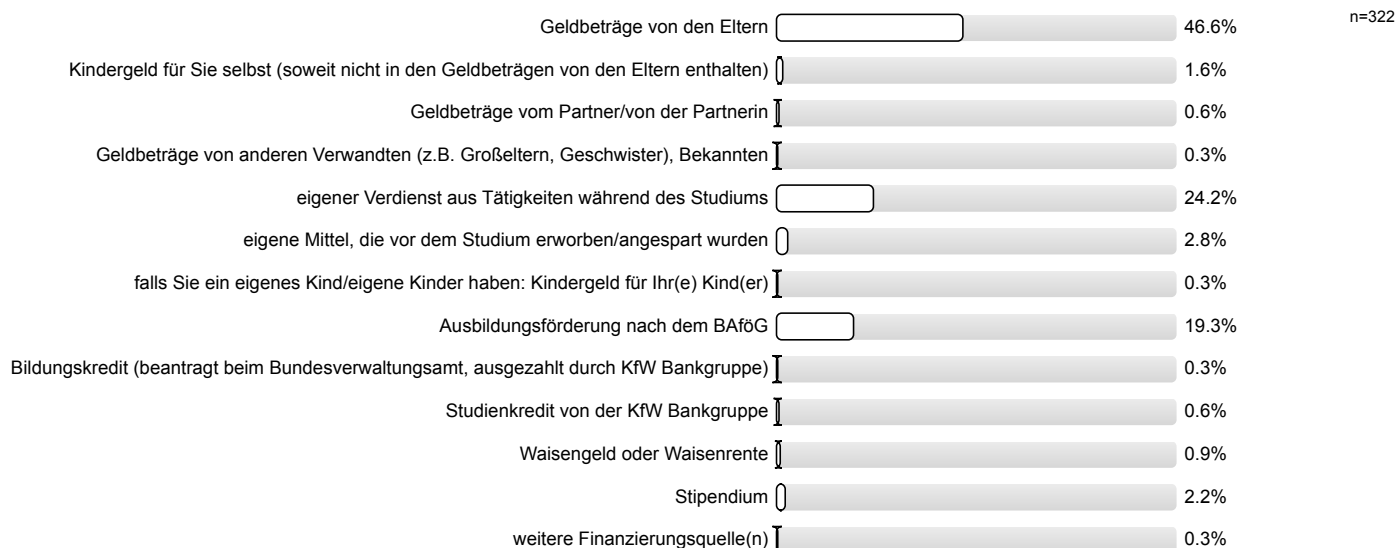 n=322
Geldbeträge von den Eltern 46.6%
Kindergeld für Sie selbst (soweit nicht in den Geldbeträgen von den Eltern enthalten) 1.6%
Geldbeträge vom Partner/von der Partnerin 0.6%
Geldbeträge von anderen Verwandten (z.B. Großeltern, Geschwister), Bekannten 0.3%
eigener Verdienst aus Tätigkeiten während des Studiums 24.2%
eigene Mittel, die vor dem Studium erworben/angespart wurden 2.8%
falls Sie ein eigenes Kind/eigene Kinder haben: Kindergeld für Ihr(e) Kind(er) 0.3%
Ausbildungsförderung nach dem BAföG 19.3%
Bildungskredit (beantragt beim Bundesverwaltungsamt, ausgezahlt durch KfW Bankgruppe) 0.3%
Studienkredit von der KfW Bankgruppe 0.6%
Waisengeld oder Waisenrente 0.9%
Stipendium 2.2%
weitere Finanzierungsquelle(n) 0.3%